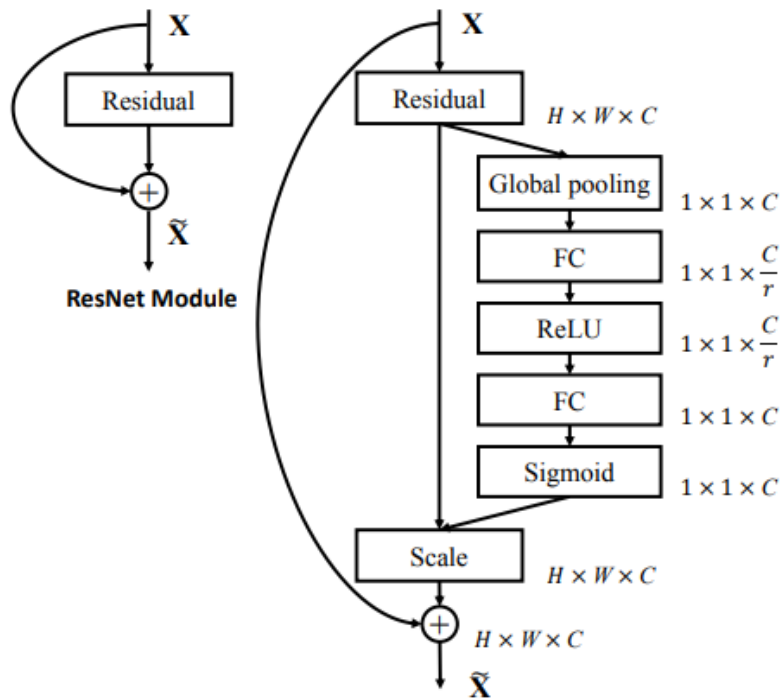 X
Residual
+
X̃
ResNet Module
X
Residual
H × W × C
Global pooling
1 × 1 × C
FC
1 × 1 × C/r
ReLU
1 × 1 × C/r
FC
1 × 1 × C
Sigmoid
1 × 1 × C
Scale
H × W × C
+
H × W × C
X̃